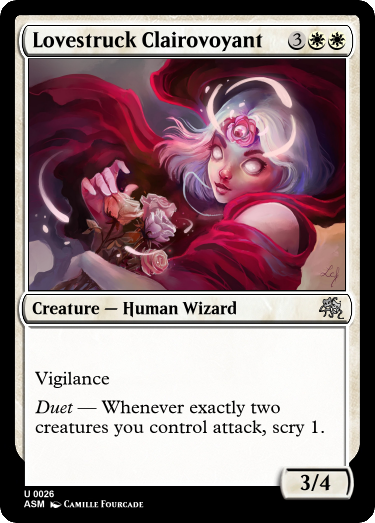 Lovestruck Clairovoyant 3
Creature — Human Wizard
Vigilance
Duet — Whenever exactly two
creatures you control attack, scry 1.
3/4
U 0026
ASM Camille Fourcade